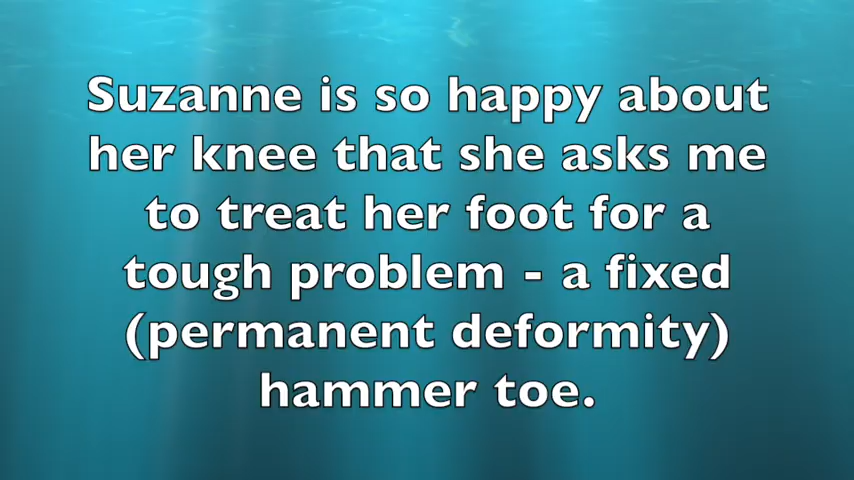 Suzanne is so happy about
her knee that she asks me
to treat her foot for a
tough problem - a fixed
(permanent deformity)
hammer toe.